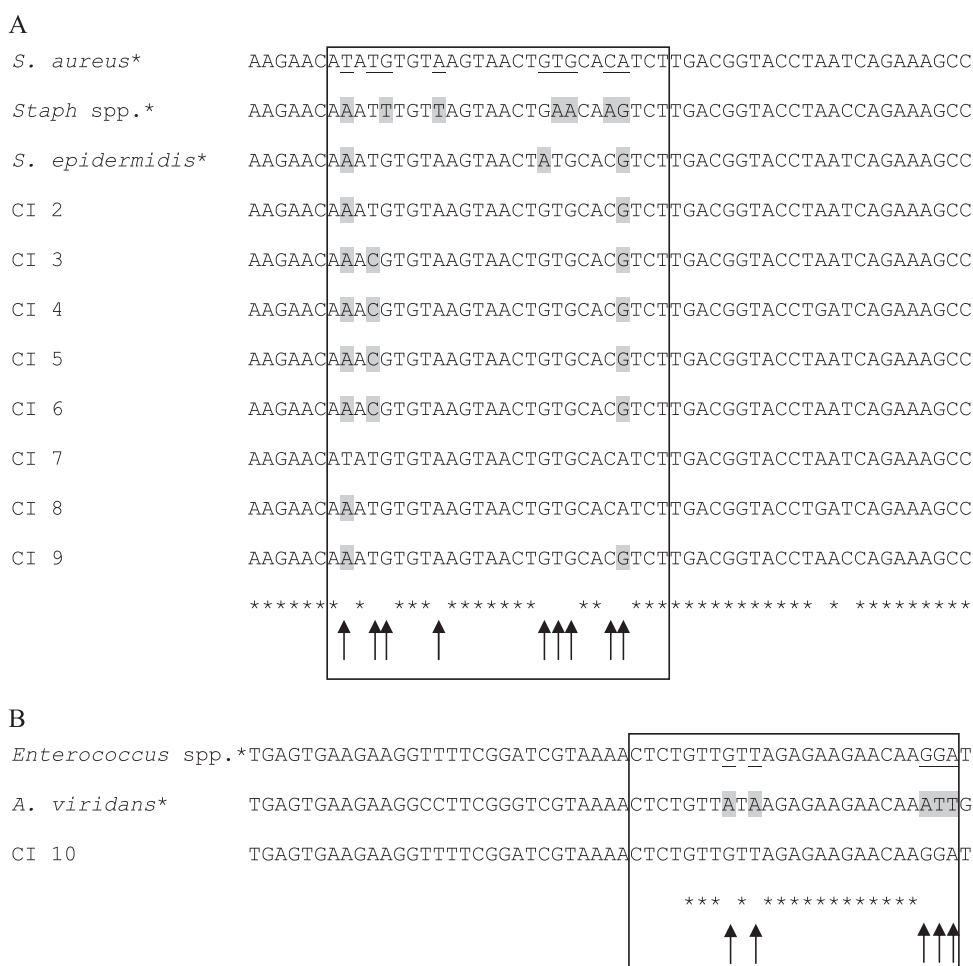 A
S. aureus* AAGAACATATGTGTAAGTAACTGTGCACATCTTGACGGTACCTAATCAGAAAGCC
Staph spp.* AAGAACAAATTTGTTAGTAACTGAACAAGTCTTGACGGTACCTAACCAGAAAGCC
S. epidermidis* AAGAACAAATGTGTAAGTAACTATGCACGTCTTGACGGTACCTAATCAGAAAGCC
CI 2 AAGAACAAATGTGTAAGTAACTGTGCACGTCTTGACGGTACCTAATCAGAAAGCC
CI 3 AAGAACAAACGTGTAAGTAACTGTGCACGTCTTGACGGTACCTAATCAGAAAGCC
CI 4 AAGAACAAACGTGTAAGTAACTGTGCACGTCTTGACGGTACCTGATCAGAAAGCC
CI 5 AAGAACAAACGTGTAAGTAACTGTGCACGTCTTGACGGTACCTAATCAGAAAGCC
CI 6 AAGAACAAACGTGTAAGTAACTGTGCACGTCTTGACGGTACCTAATCAGAAAGCC
CI 7 AAGAACATATGTGTAAGTAACTGTGCACATCTTGACGGTACCTAATCAGAAAGCC
CI 8 AAGAACAAATGTGTAAGTAACTGTGCACATCTTGACGGTACCTGATCAGAAAGCC
CI 9 AAGAACAAATGTGTAAGTAACTGTGCACGTCTTGACGGTACCTAACCAGAAAGCC
******* *  *** *******   **  ************** * *********
B
Enterococcus spp.* TGAGTGAAGAAGGTTTTCGGATCGTAAAACTCTGTTGTTAGAGAAGAACAAGGAT
A. viridans* TGAGTGAAGAAGGCCTTCGGGTCGTAAAACTCTGTTATAAGAGAAGAACAAATTG
CI 10 TGAGTGAAGAAGGTTTTCGGATCGTAAAACTCTGTTGTTAGAGAAGAACAAGGAT
*** * ************